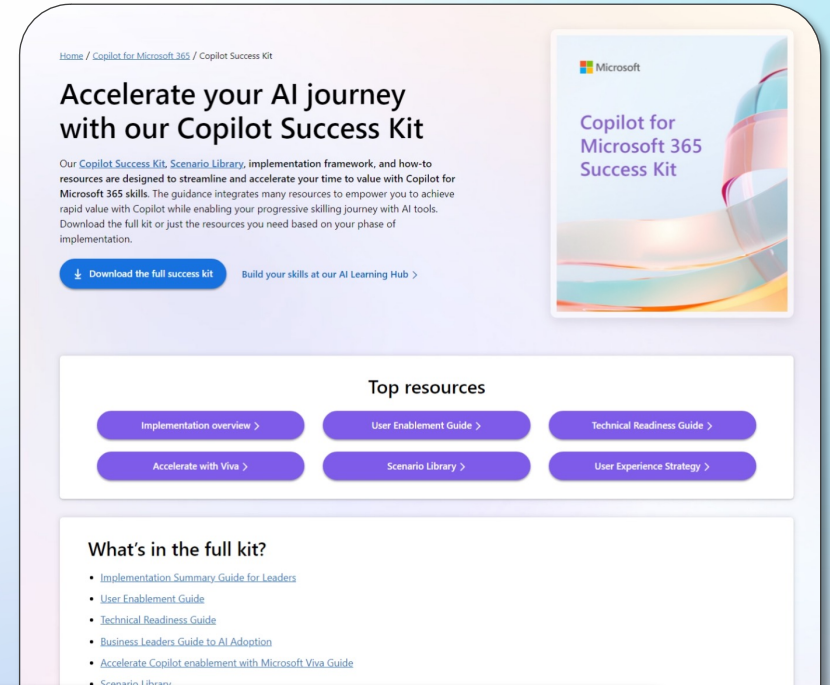 Home / Copilot for Microsoft 365 / Copilot Success Kit
Accelerate your AI journey
with our Copilot Success Kit
Our Copilot Success Kit, Scenario Library, implementation framework, and how-to
resources are designed to streamline and accelerate your time to value with Copilot for
Microsoft 365 skills. The guidance integrates many resources to empower you to achieve
rapid value with Copilot while enabling your progressive skilling journey with AI tools.
Download the full kit or just the resources you need based on your phase of
implementation.
Download the full success kit
Build your skills at our AI Learning Hub >
Microsoft
Copilot for
Microsoft 365
Success Kit
Top resources
Implementation overview >
User Enablement Guide >
Technical Readiness Guide >
Accelerate with Viva >
Scenario Library >
User Experience Strategy >
What's in the full kit?
• Implementation Summary Guide for Leaders
• User Enablement Guide
• Technical Readiness Guide
• Business Leaders Guide to AI Adoption
• Accelerate Copilot enablement with Microsoft Viva Guide
• Scenario Library